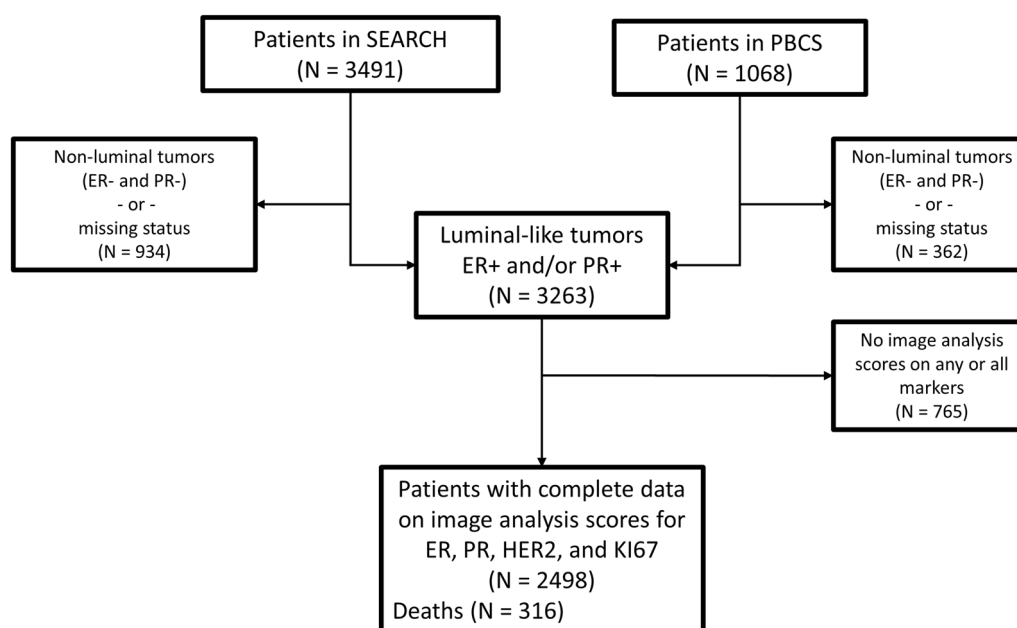 Patients in SEARCH
(N = 3491)
Patients in PBCS
(N = 1068)
Non-luminal tumors
(ER- and PR-)
- or -
missing status
(N = 934)
Non-luminal tumors
(ER- and PR-)
- or -
missing status
(N = 362)
Luminal-like tumors
ER+ and/or PR+
(N = 3263)
No image analysis
scores on any or all
markers
(N = 765)
Patients with complete data
on image analysis scores for
ER, PR, HER2, and KI67
(N = 2498)
Deaths (N = 316)